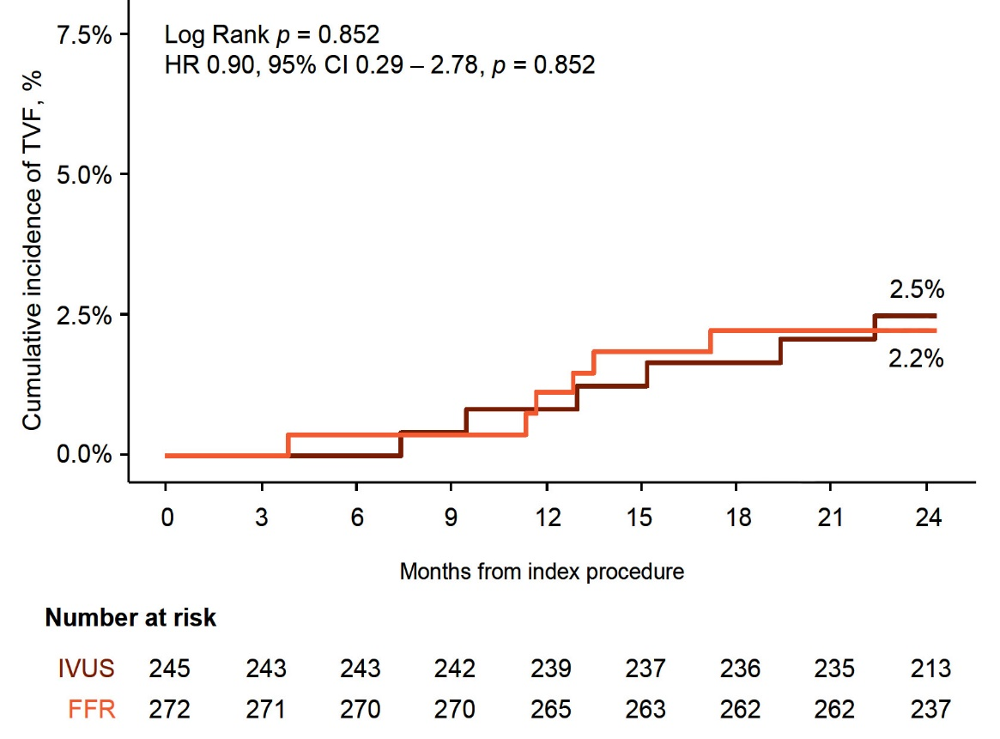 7.5%
Log Rank p = 0.852
HR 0.90, 95% CI 0.29 – 2.78, p = 0.852
Cumulative incidence of TVF, %
5.0%
2.5%
2.5%
2.2%
0.0%
0 3 6 9 12 15 18 21 24
Months from index procedure
Number at risk
IVUS 245 243 243 242 239 237 236 235 213
FFR 272 271 270 270 265 263 262 262 237